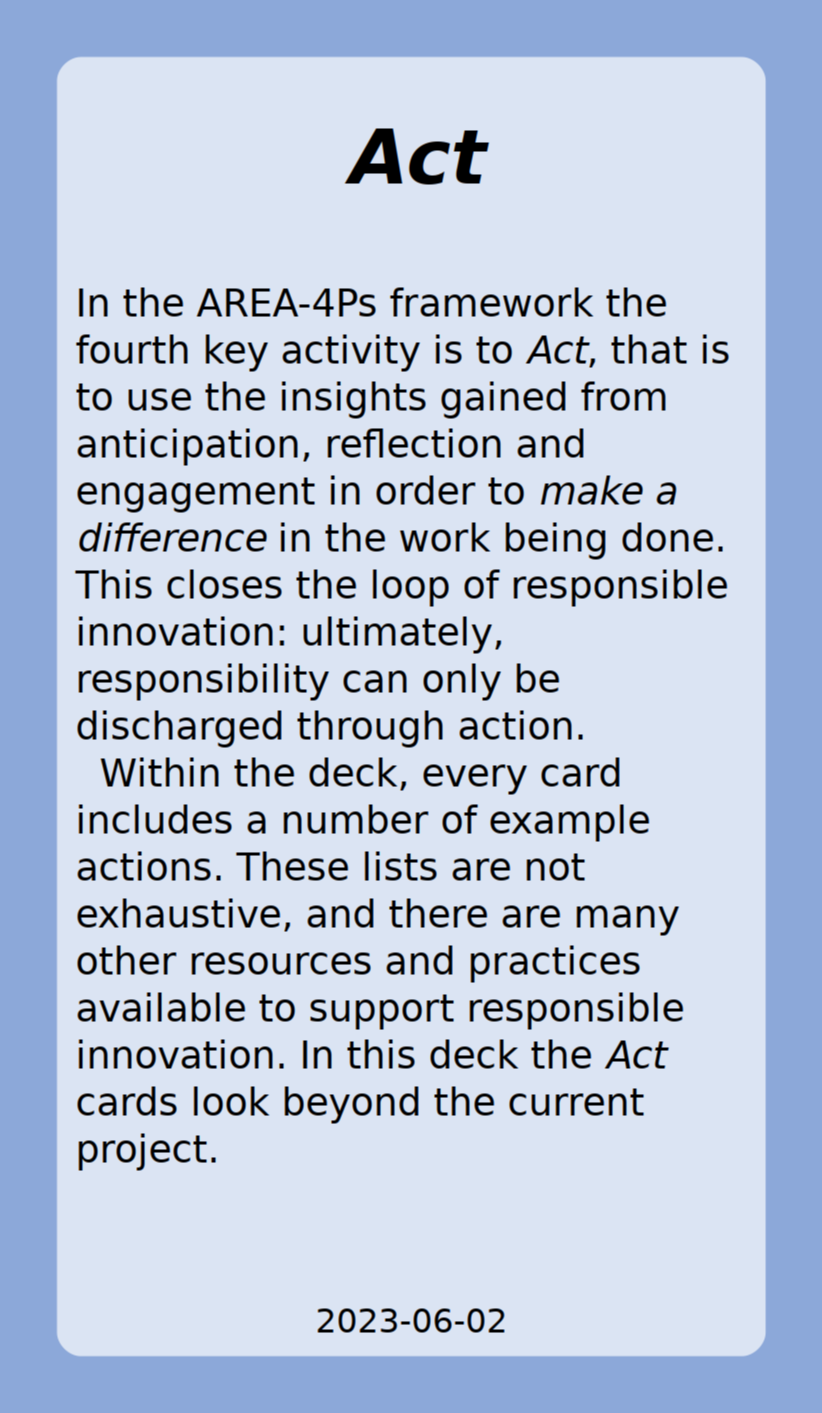 Act
In the AREA-4Ps framework the
fourth key activity is to Act, that is
to use the insights gained from
anticipation, reflection and
engagement in order to make a
difference in the work being done.
This closes the loop of responsible
innovation: ultimately,
responsibility can only be
discharged through action.
Within the deck, every card
includes a number of example
actions. These lists are not
exhaustive, and there are many
other resources and practices
available to support responsible
innovation. In this deck the Act
cards look beyond the current
project.
2023-06-02